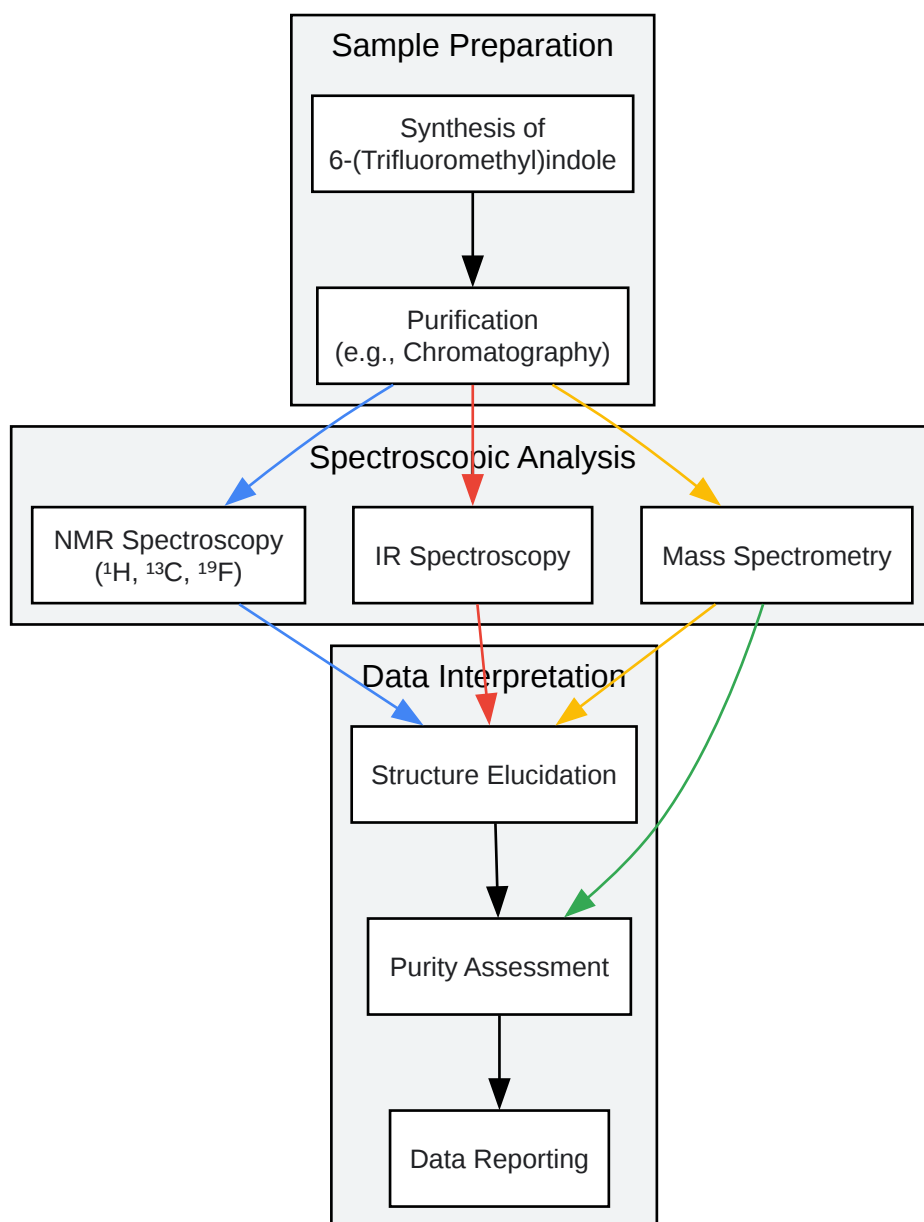 Sample Preparation
Synthesis of
6-(Trifluoromethyl)indole
Purification
(e.g., Chromatography)
Spectroscopic Analysis
NMR Spectroscopy
(¹H, ¹³C, ¹⁹F)
IR Spectroscopy
Mass Spectrometry
Data Interpretation
Structure Elucidation
Purity Assessment
Data Reporting